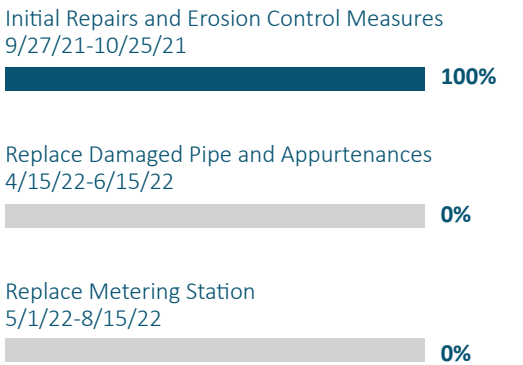 Initial Repairs and Erosion Control Measures
9/27/21-10/25/21
100%
Replace Damaged Pipe and Appurtenances
4/15/22-6/15/22
0%
Replace Metering Station
5/1/22-8/15/22
0%